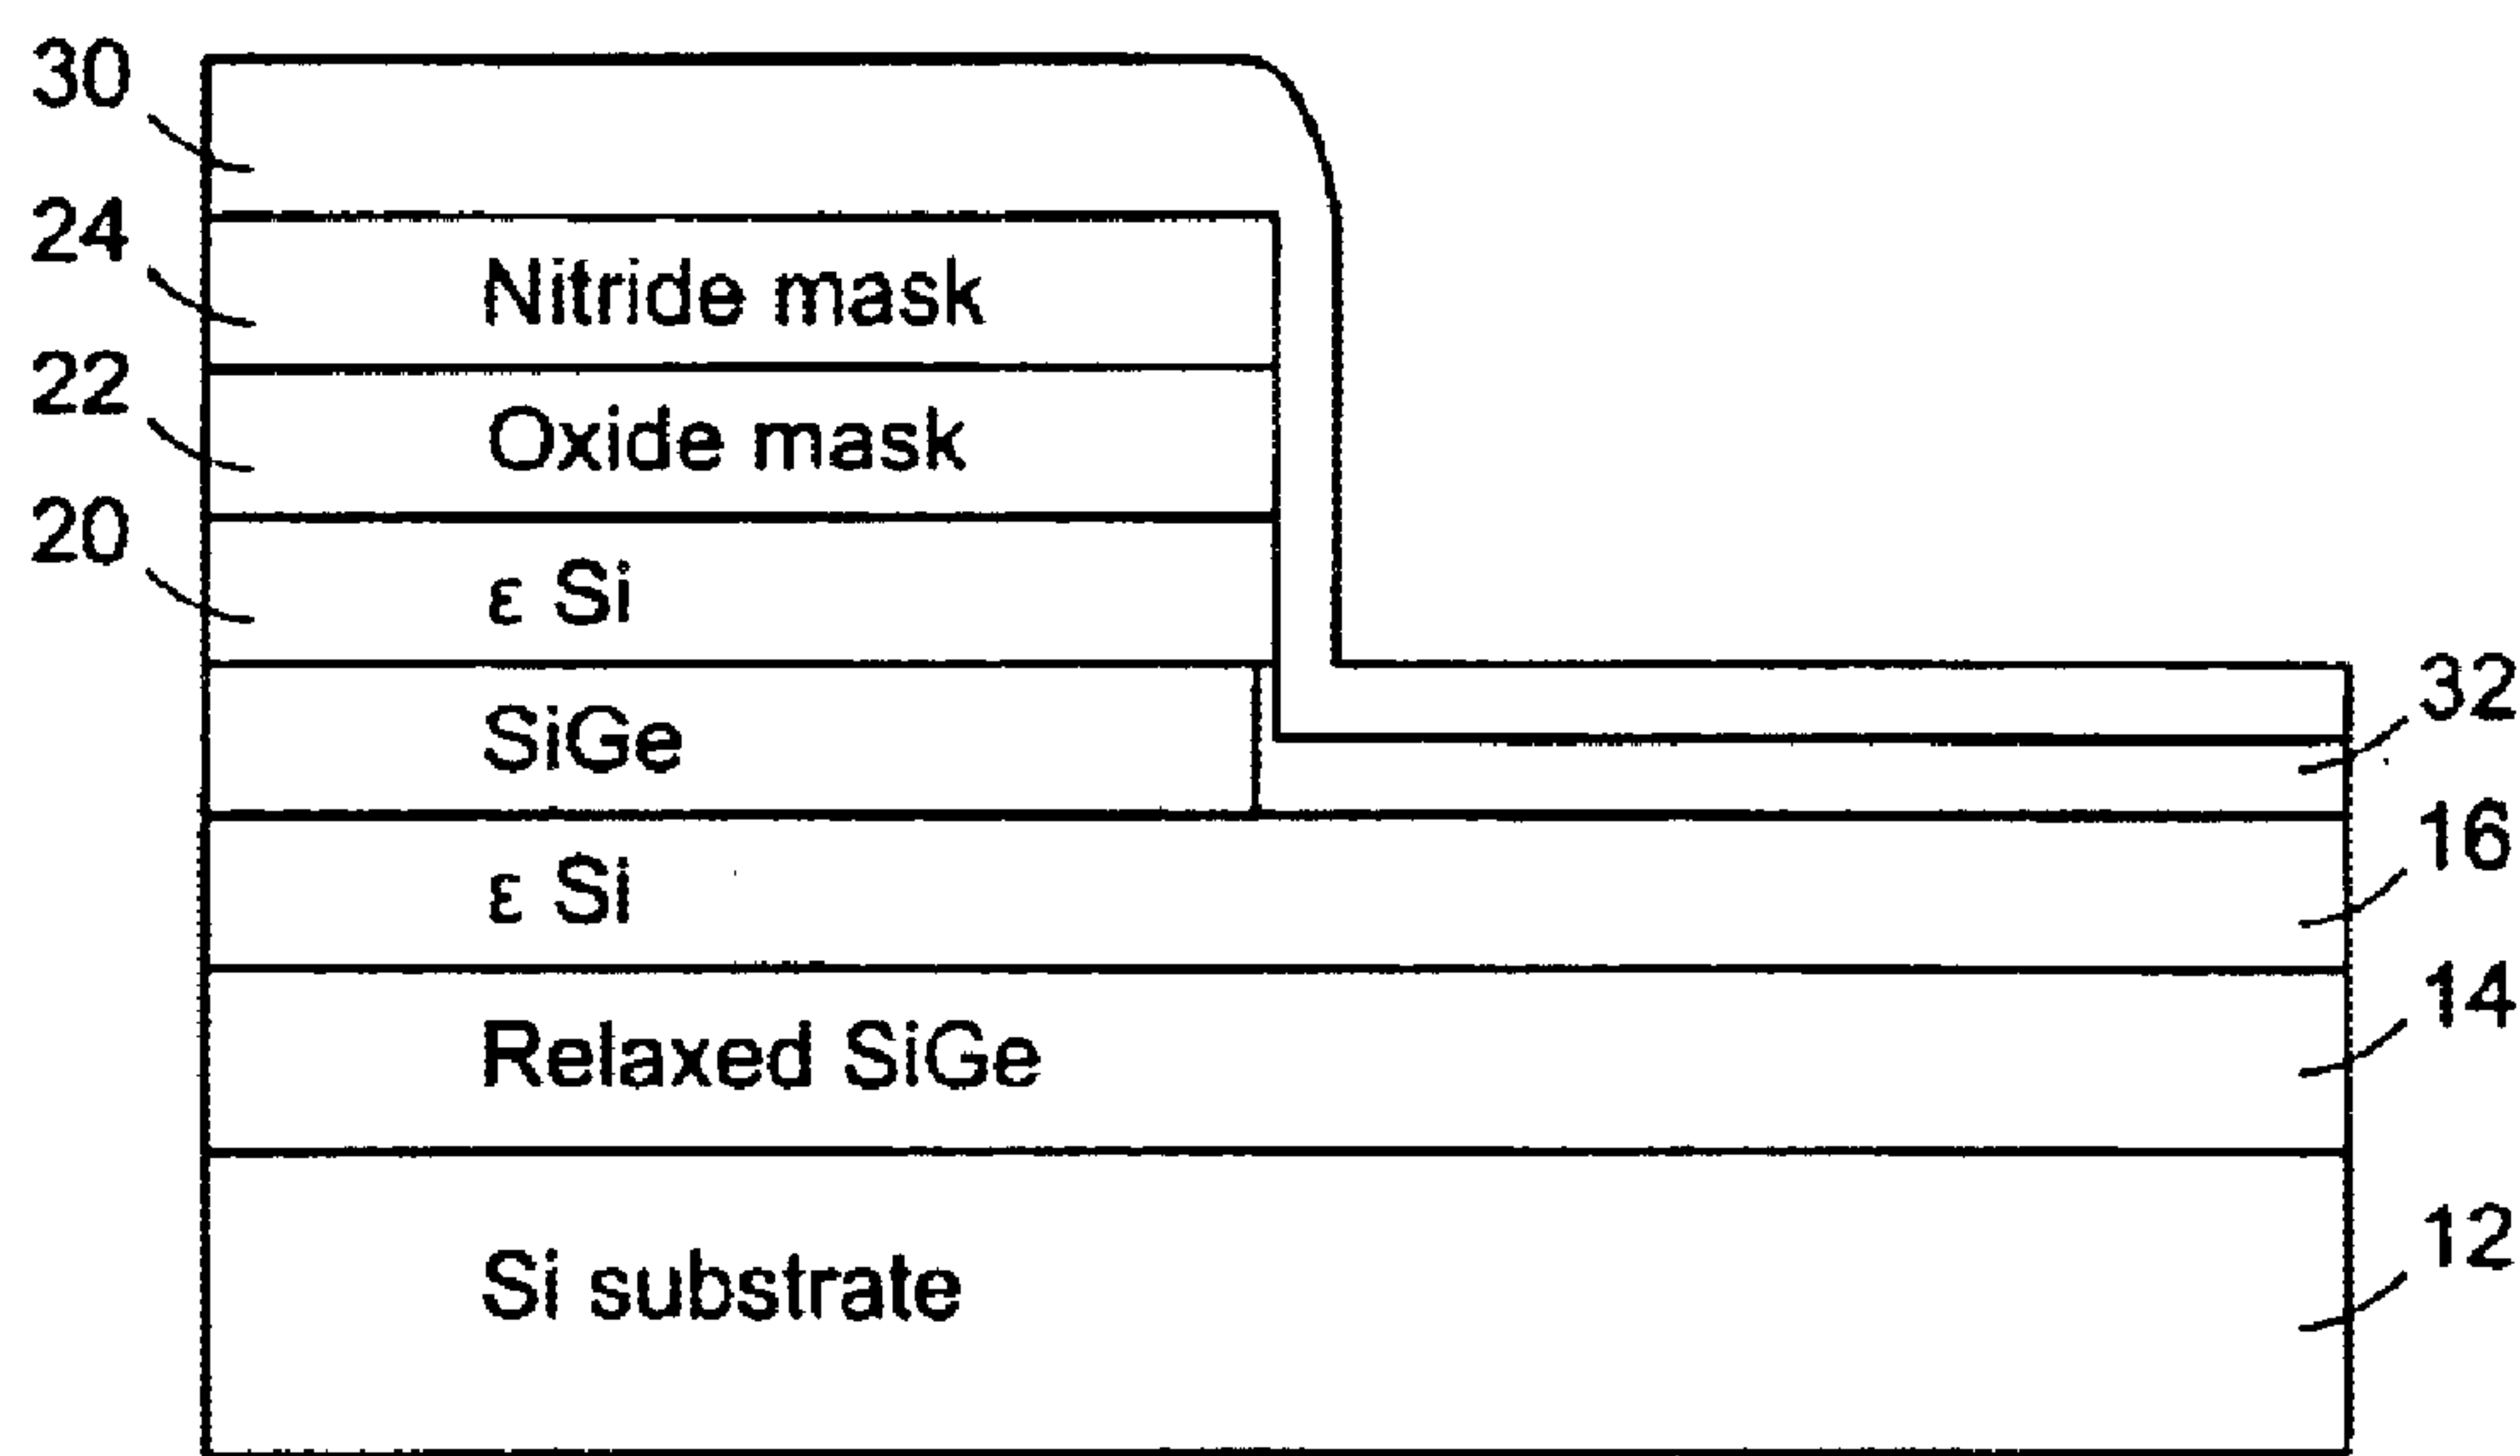 30
24
Nitride mask
22
Oxide mask
20
ε Si
SiGe
32
ε Si
16
Relaxed SiGe
14
Si substrate
12